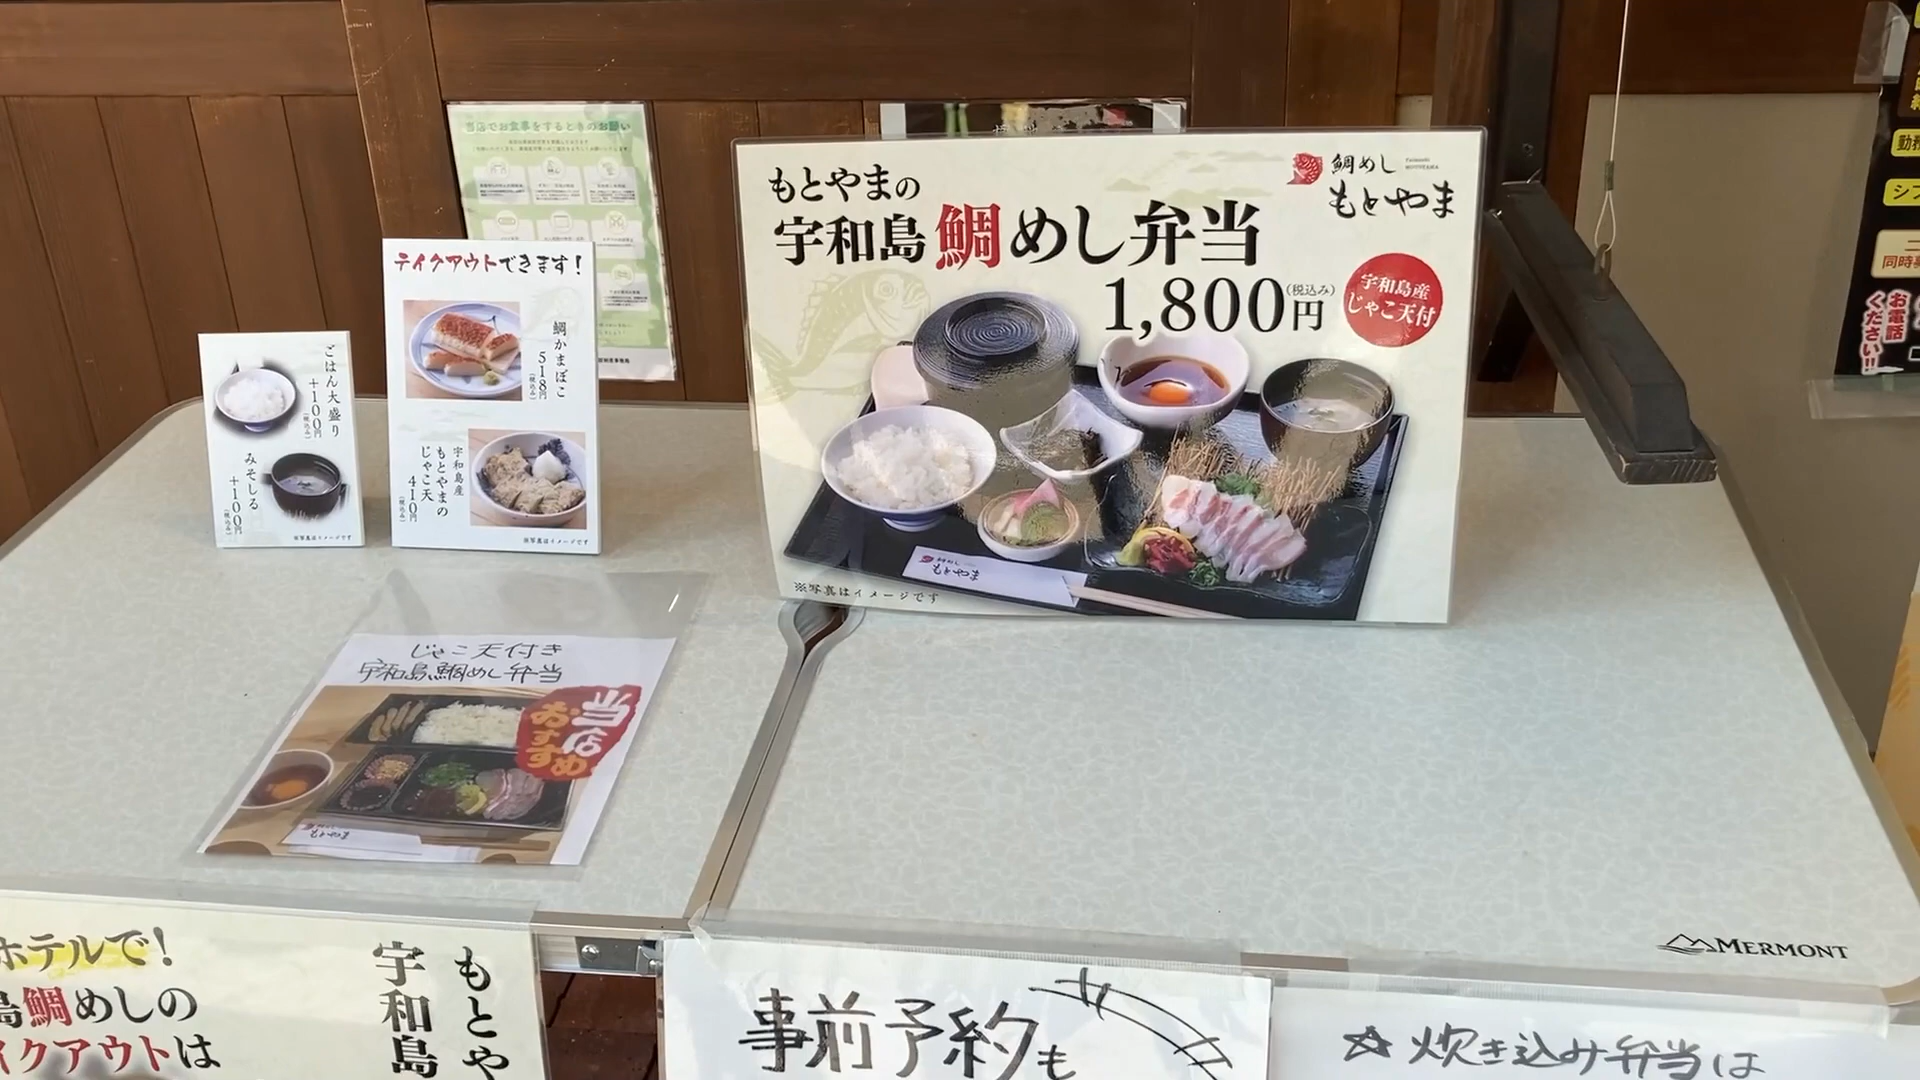 当店でお食事をするときのお願い
もとやまの
宇和島 鯛めし弁当
1,800円
(税込み)
宇和島産
じゃこ天付
鯛めし
もとやま
鯛めし
もとやま
※写真はイメージです
テイクアウトできます!
鯛かまぼこ
518円
(税込み)
宇和島産
もとやまの
じゃこ天
410円
(税込み)
※写真はイメージです
ごはん大盛り
+100円
(税込み)
みそしる
+100円
(税込み)
※写真はイメージです
じゃこ天付き
宇和島鯛めし弁当
当店
おすすめ
もとやま
MERMONT
ホテルで!
島鯛めしの
イクアウトは
もとや
宇和島
事前予約も
☆炊き込み弁当は
同時
お電話
ください!!